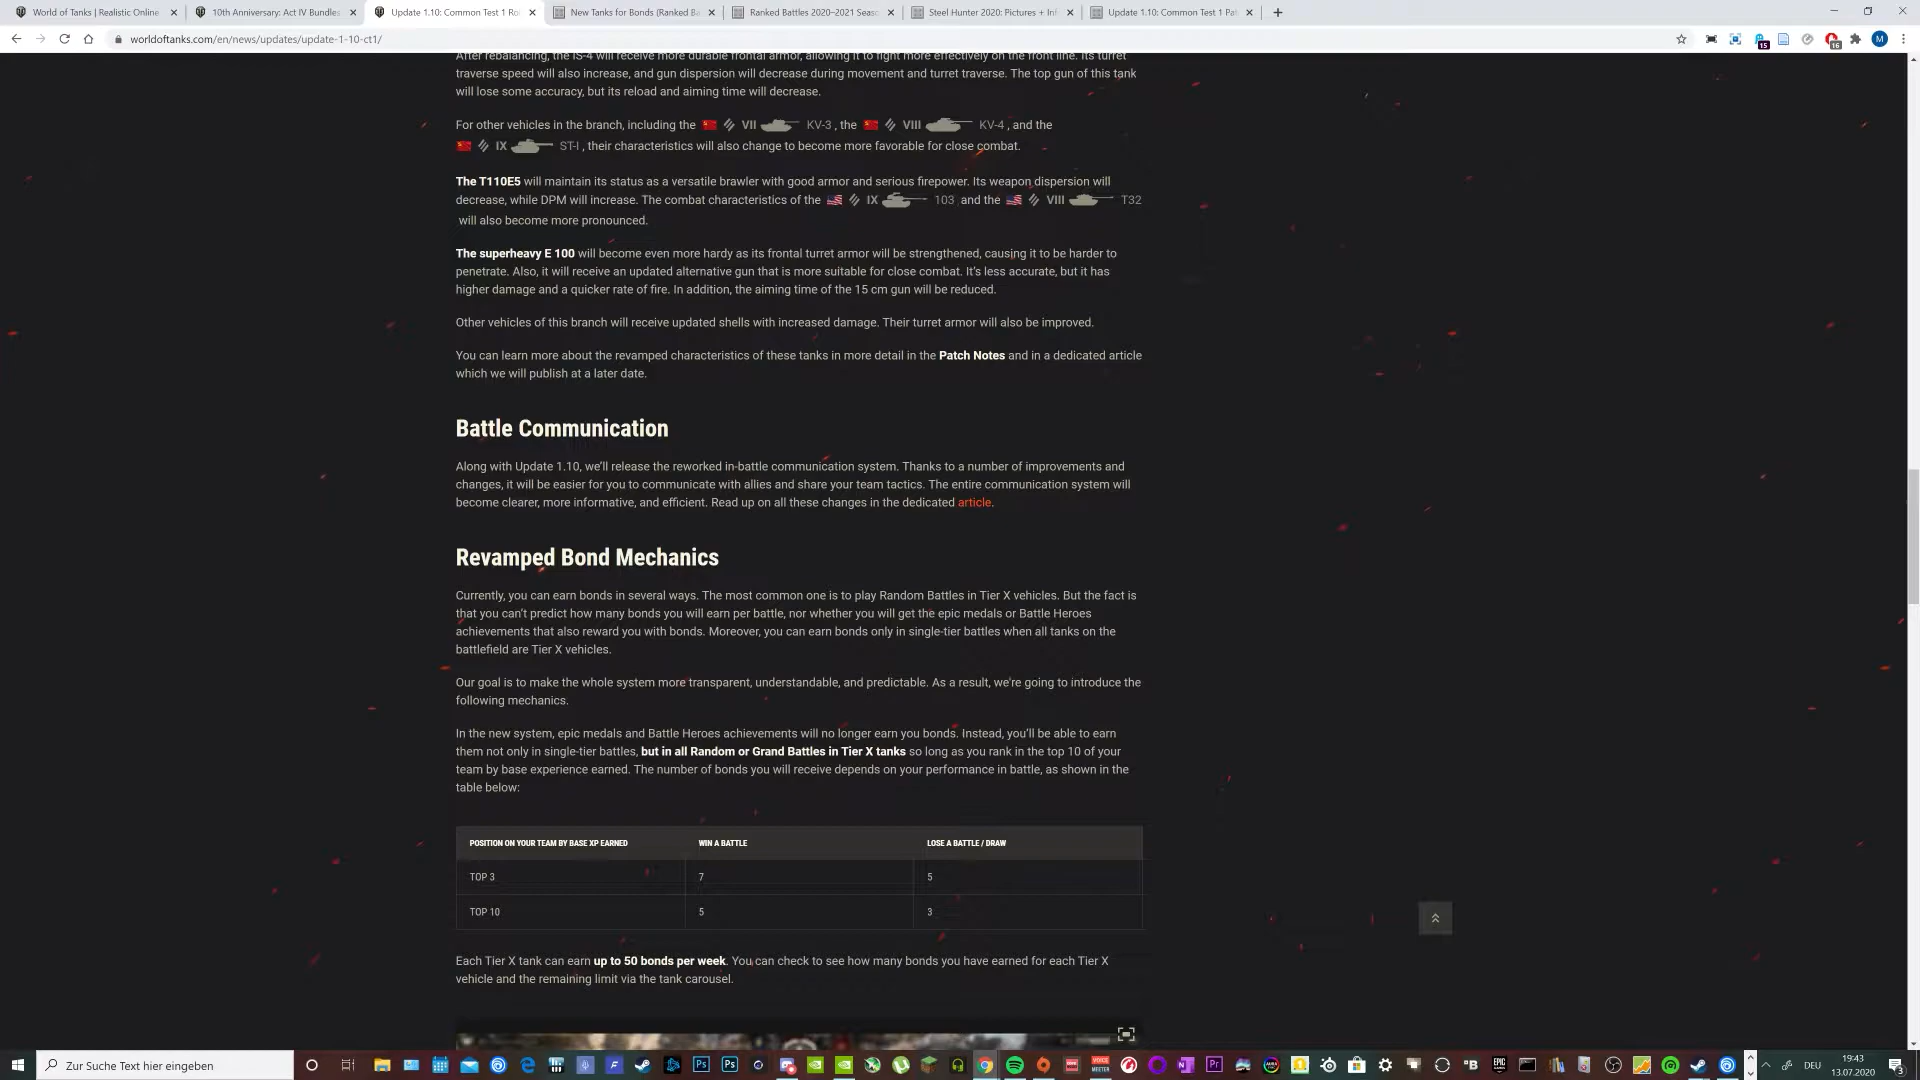 World of Tanks | Realistic Online
10th Anniversary: Act IV Bundles
Update 1.10: Common Test 1 Ro
New Tanks for Bonds (Ranked Ba
Ranked Battles 2020–2021 Seaso
Steel Hunter 2020: Pictures + Inf
Update 1.10: Common Test 1 Pat
worldoftanks.com/en/news/updates/update-1-10-ct1/
After rebalancing, the IS-4 will receive more durable frontal armor, allowing it to fight more effectively on the front line. Its turret
traverse speed will also increase, and gun dispersion will decrease during movement and turret traverse. The top gun of this tank
will lose some accuracy, but its reload and aiming time will decrease.
For other vehicles in the branch, including the VII KV-3 , the VIII KV-4 , and the
IX ST-I , their characteristics will also change to become more favorable for close combat.
The T110E5 will maintain its status as a versatile brawler with good armor and serious firepower. Its weapon dispersion will
decrease, while DPM will increase. The combat characteristics of the IX 103 and the VIII T32
will also become more pronounced.
The superheavy E 100 will become even more hardy as its frontal turret armor will be strengthened, causing it to be harder to
penetrate. Also, it will receive an updated alternative gun that is more suitable for close combat. It's less accurate, but it has
higher damage and a quicker rate of fire. In addition, the aiming time of the 15 cm gun will be reduced.
Other vehicles of this branch will receive updated shells with increased damage. Their turret armor will also be improved.
You can learn more about the revamped characteristics of these tanks in more detail in the Patch Notes and in a dedicated article
which we will publish at a later date.
Battle Communication
Along with Update 1.10, we'll release the reworked in-battle communication system. Thanks to a number of improvements and
changes, it will be easier for you to communicate with allies and share your team tactics. The entire communication system will
become clearer, more informative, and efficient. Read up on all these changes in the dedicated article.
Revamped Bond Mechanics
Currently, you can earn bonds in several ways. The most common one is to play Random Battles in Tier X vehicles. But the fact is
that you can't predict how many bonds you will earn per battle, nor whether you will get the epic medals or Battle Heroes
achievements that also reward you with bonds. Moreover, you can earn bonds only in single-tier battles when all tanks on the
battlefield are Tier X vehicles.
Our goal is to make the whole system more transparent, understandable, and predictable. As a result, we're going to introduce the
following mechanics.
In the new system, epic medals and Battle Heroes achievements will no longer earn you bonds. Instead, you'll be able to earn
them not only in single-tier battles, but in all Random or Grand Battles in Tier X tanks so long as you rank in the top 10 of your
team by base experience earned. The number of bonds you will receive depends on your performance in battle, as shown in the
table below:
POSITION ON YOUR TEAM BY BASE XP EARNED WIN A BATTLE LOSE A BATTLE / DRAW
TOP 3 7 5
TOP 10 5 3
Each Tier X tank can earn up to 50 bonds per week. You can check to see how many bonds you have earned for each Tier X
vehicle and the remaining limit via the tank carousel.
Zur Suche Text hier eingeben
DEU
19:43
13.07.2020